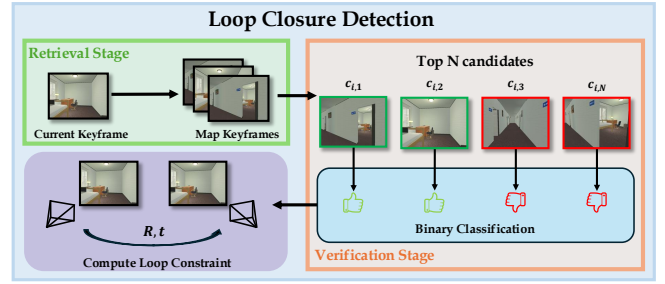 Loop Closure Detection
Retrieval Stage
Current Keyframe
Map Keyframes
Top N candidates
c_{i,1}
c_{i,2}
c_{i,3}
c_{i,N}
Binary Classification
Verification Stage
R, t
Compute Loop Constraint